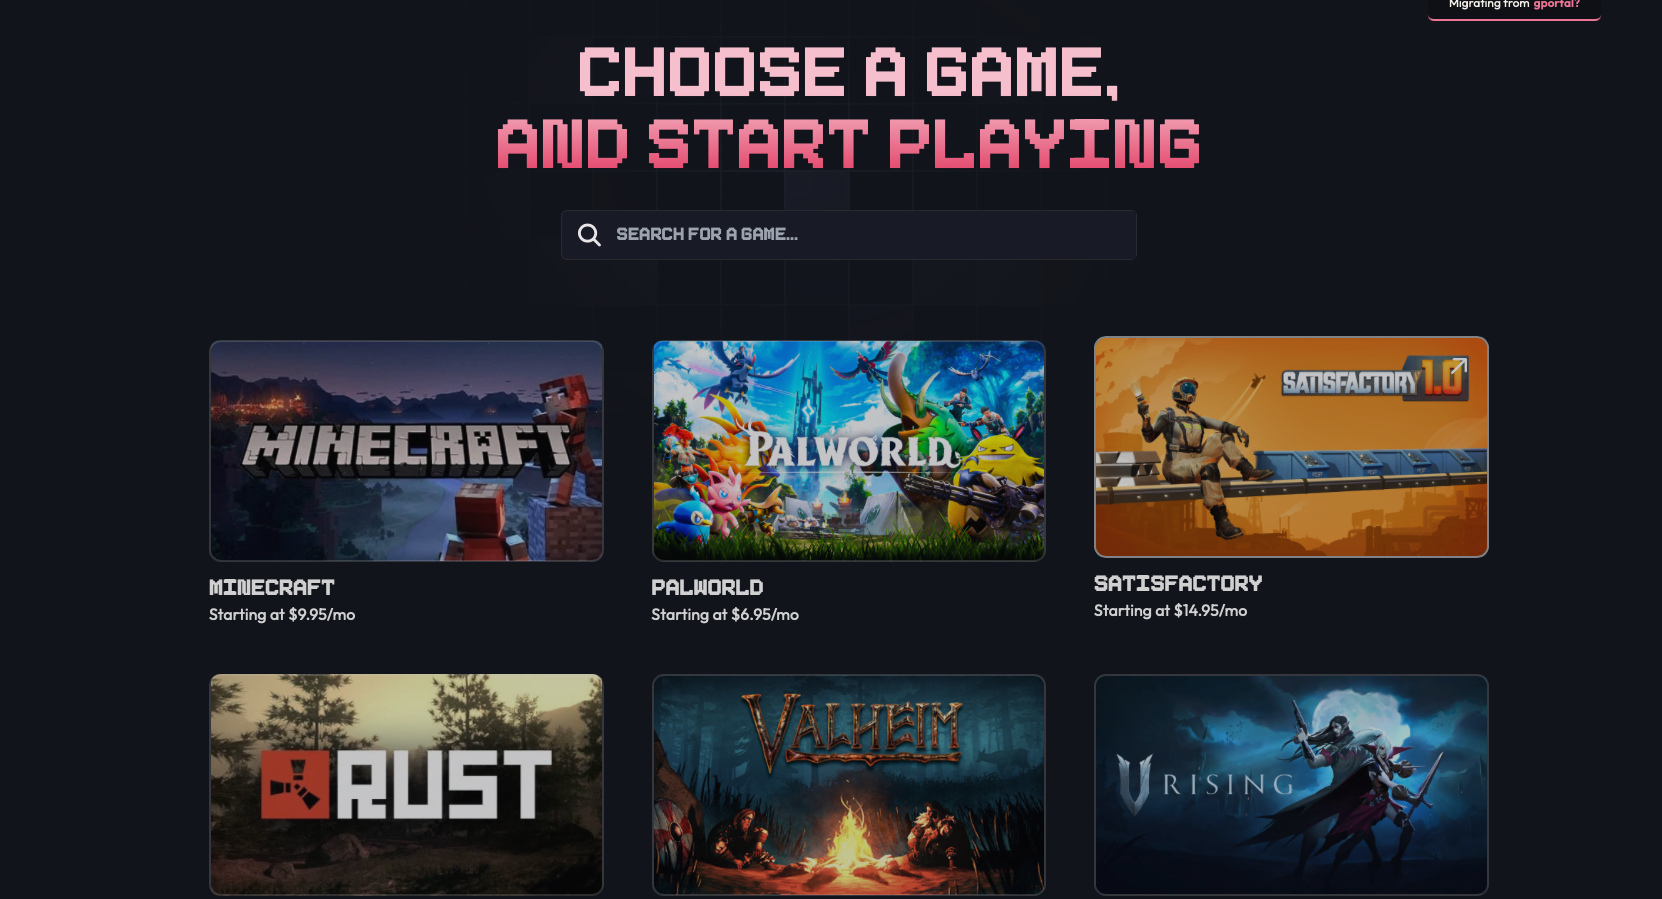 Migrating from gportal?
CHOOSE A GAME,
AND START PLAYING
SEARCH FOR A GAME...
MINECRAFT
PALWORLD
SATISFACTORY 1.0
MINECRAFT
Starting at $9.95/mo
PALWORLD
Starting at $6.95/mo
SATISFACTORY
Starting at $14.95/mo
RUST
VALHEIM
V RISING